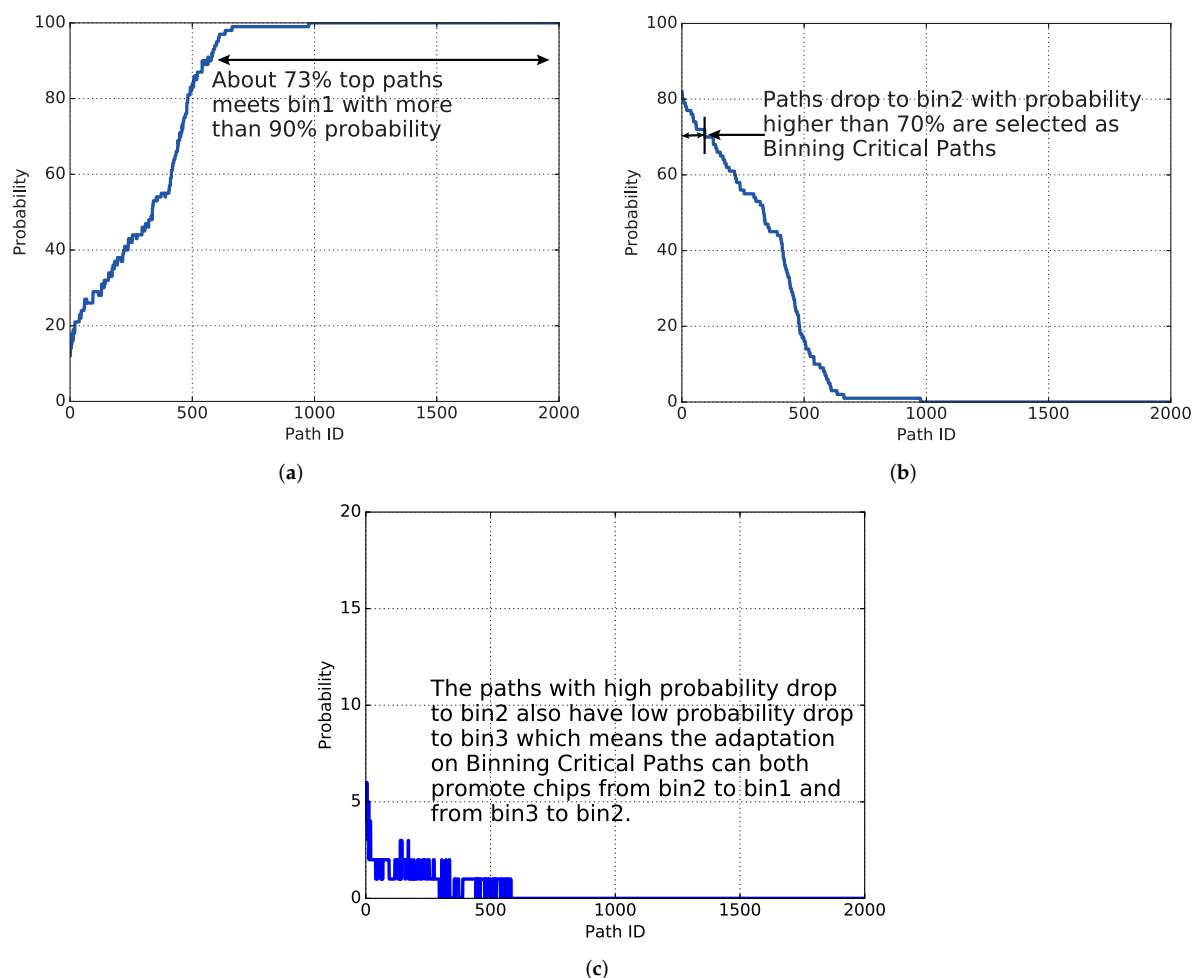 100
80
60
40
20
0
Probability
About 73% top paths
meets bin1 with more
than 90% probability
0 500 1000 1500 2000
Path ID
(a)
100
80
60
40
20
0
Probability
Paths drop to bin2 with probability
higher than 70% are selected as
Binning Critical Paths
0 500 1000 1500 2000
Path ID
(b)
20
15
10
5
0
Probability
The paths with high probability drop
to bin2 also have low probability drop
to bin3 which means the adaptation
on Binning Critical Paths can both
promote chips from bin2 to bin1 and
from bin3 to bin2.
0 500 1000 1500 2000
Path ID
(c)